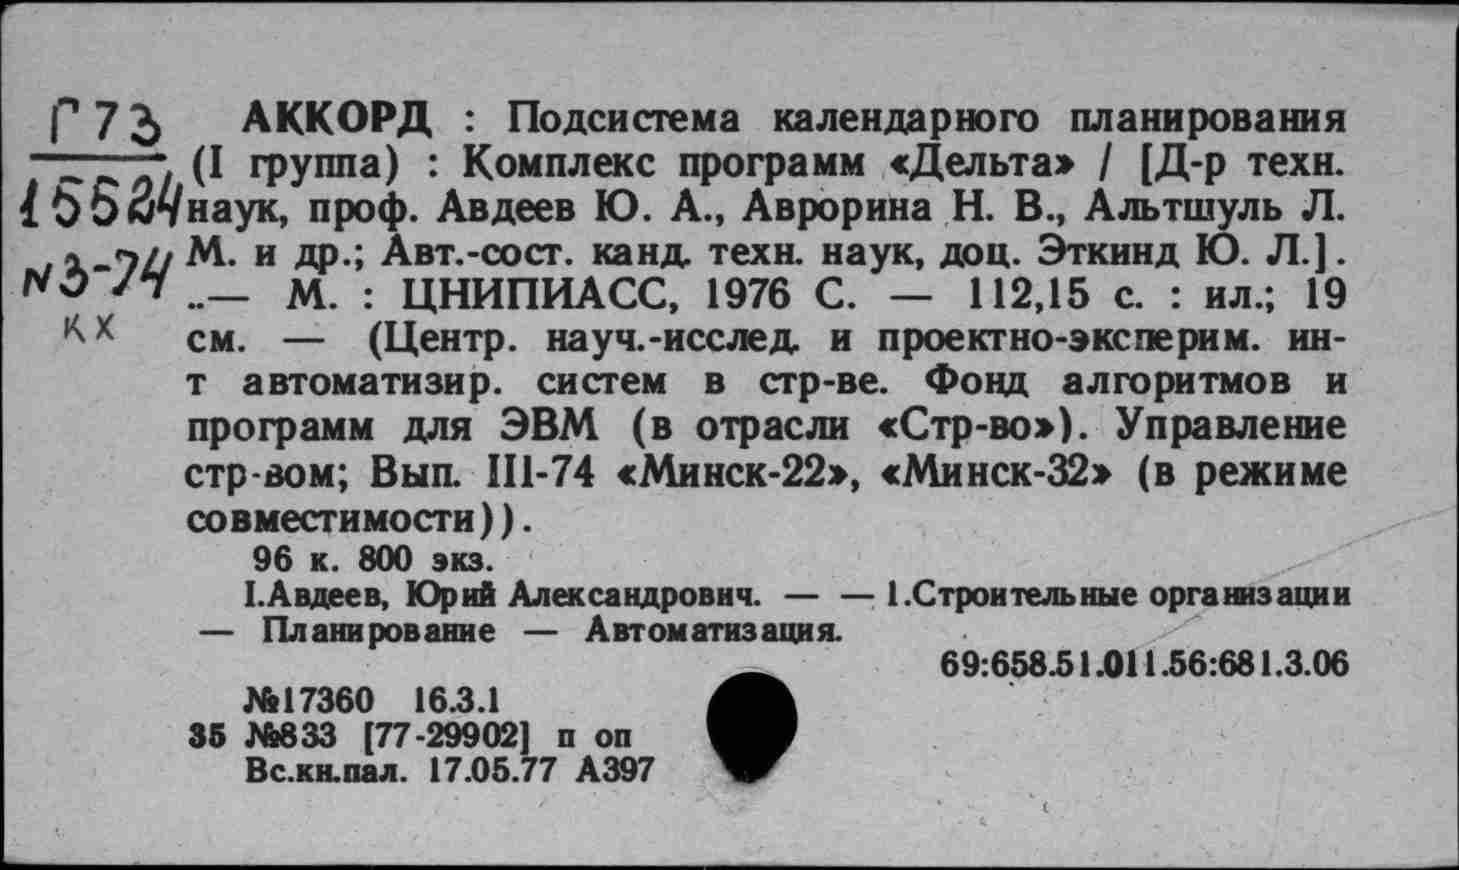 Г73
15524
N3-74
кх
АККОРД : Подсистема календарного планирования
(I группа) : Комплекс программ «Дельта» / [Д-р техн.
наук, проф. Авдеев Ю. А., Аврорина Н. В., Альтшуль Л.
М. и др.; Авт.-сост. канд. техн. наук, доц. Эткинд Ю. Л.].
..— М. : ЦНИПИАСС, 1976 С. — 112,15 с. : ил.; 19
см. — (Центр. науч.-исслед. и проектно-эксперим. ин-
т автоматизир. систем в стр-ве. Фонд алгоритмов и
программ для ЭВМ (в отрасли «Стр-во»). Управление
стр-вом; Вып. III-74 «Минск-22», «Минск-32» (в режиме
совместимости)).
96 к. 800 экз.
I.Авдеев, Юрий Александрович. — — 1.Строительные организации
— Планирование — Автоматизация.
69:658.51.011.56:681.3.06
№17360 16.3.1
35 №833 [77-29902] п оп
Вс.кн.пал. 17.05.77 А397